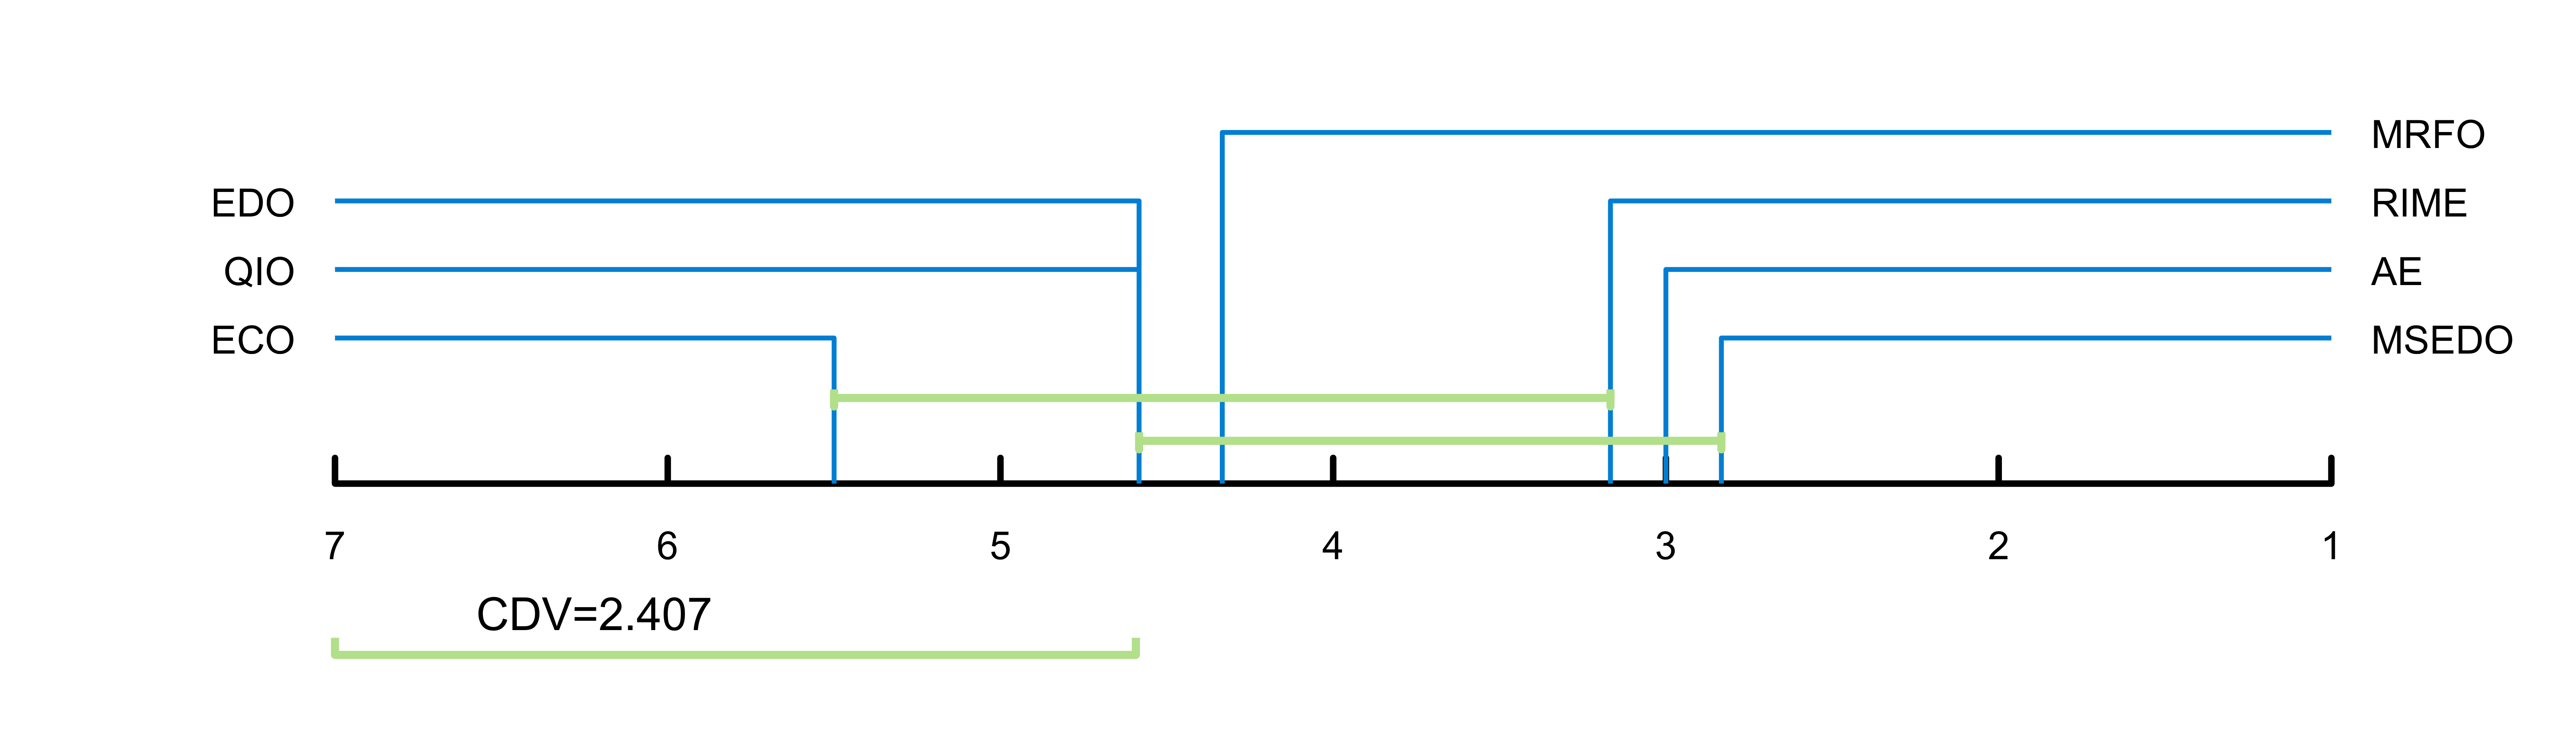 MRFO
EDO
RIME
QIO
AE
ECO
MSEDO
7 6 5 4 3 2 1
CDV=2.407